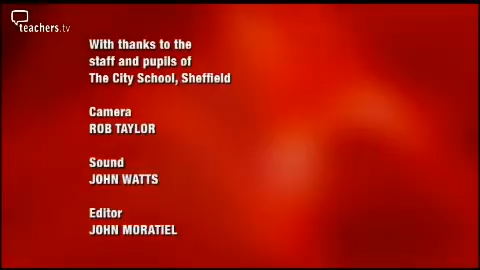 teachers.tv
With thanks to the
staff and pupils of
The City School, Sheffield
Camera
ROB TAYLOR
Sound
JOHN WATTS
Editor
JOHN MORATIEL